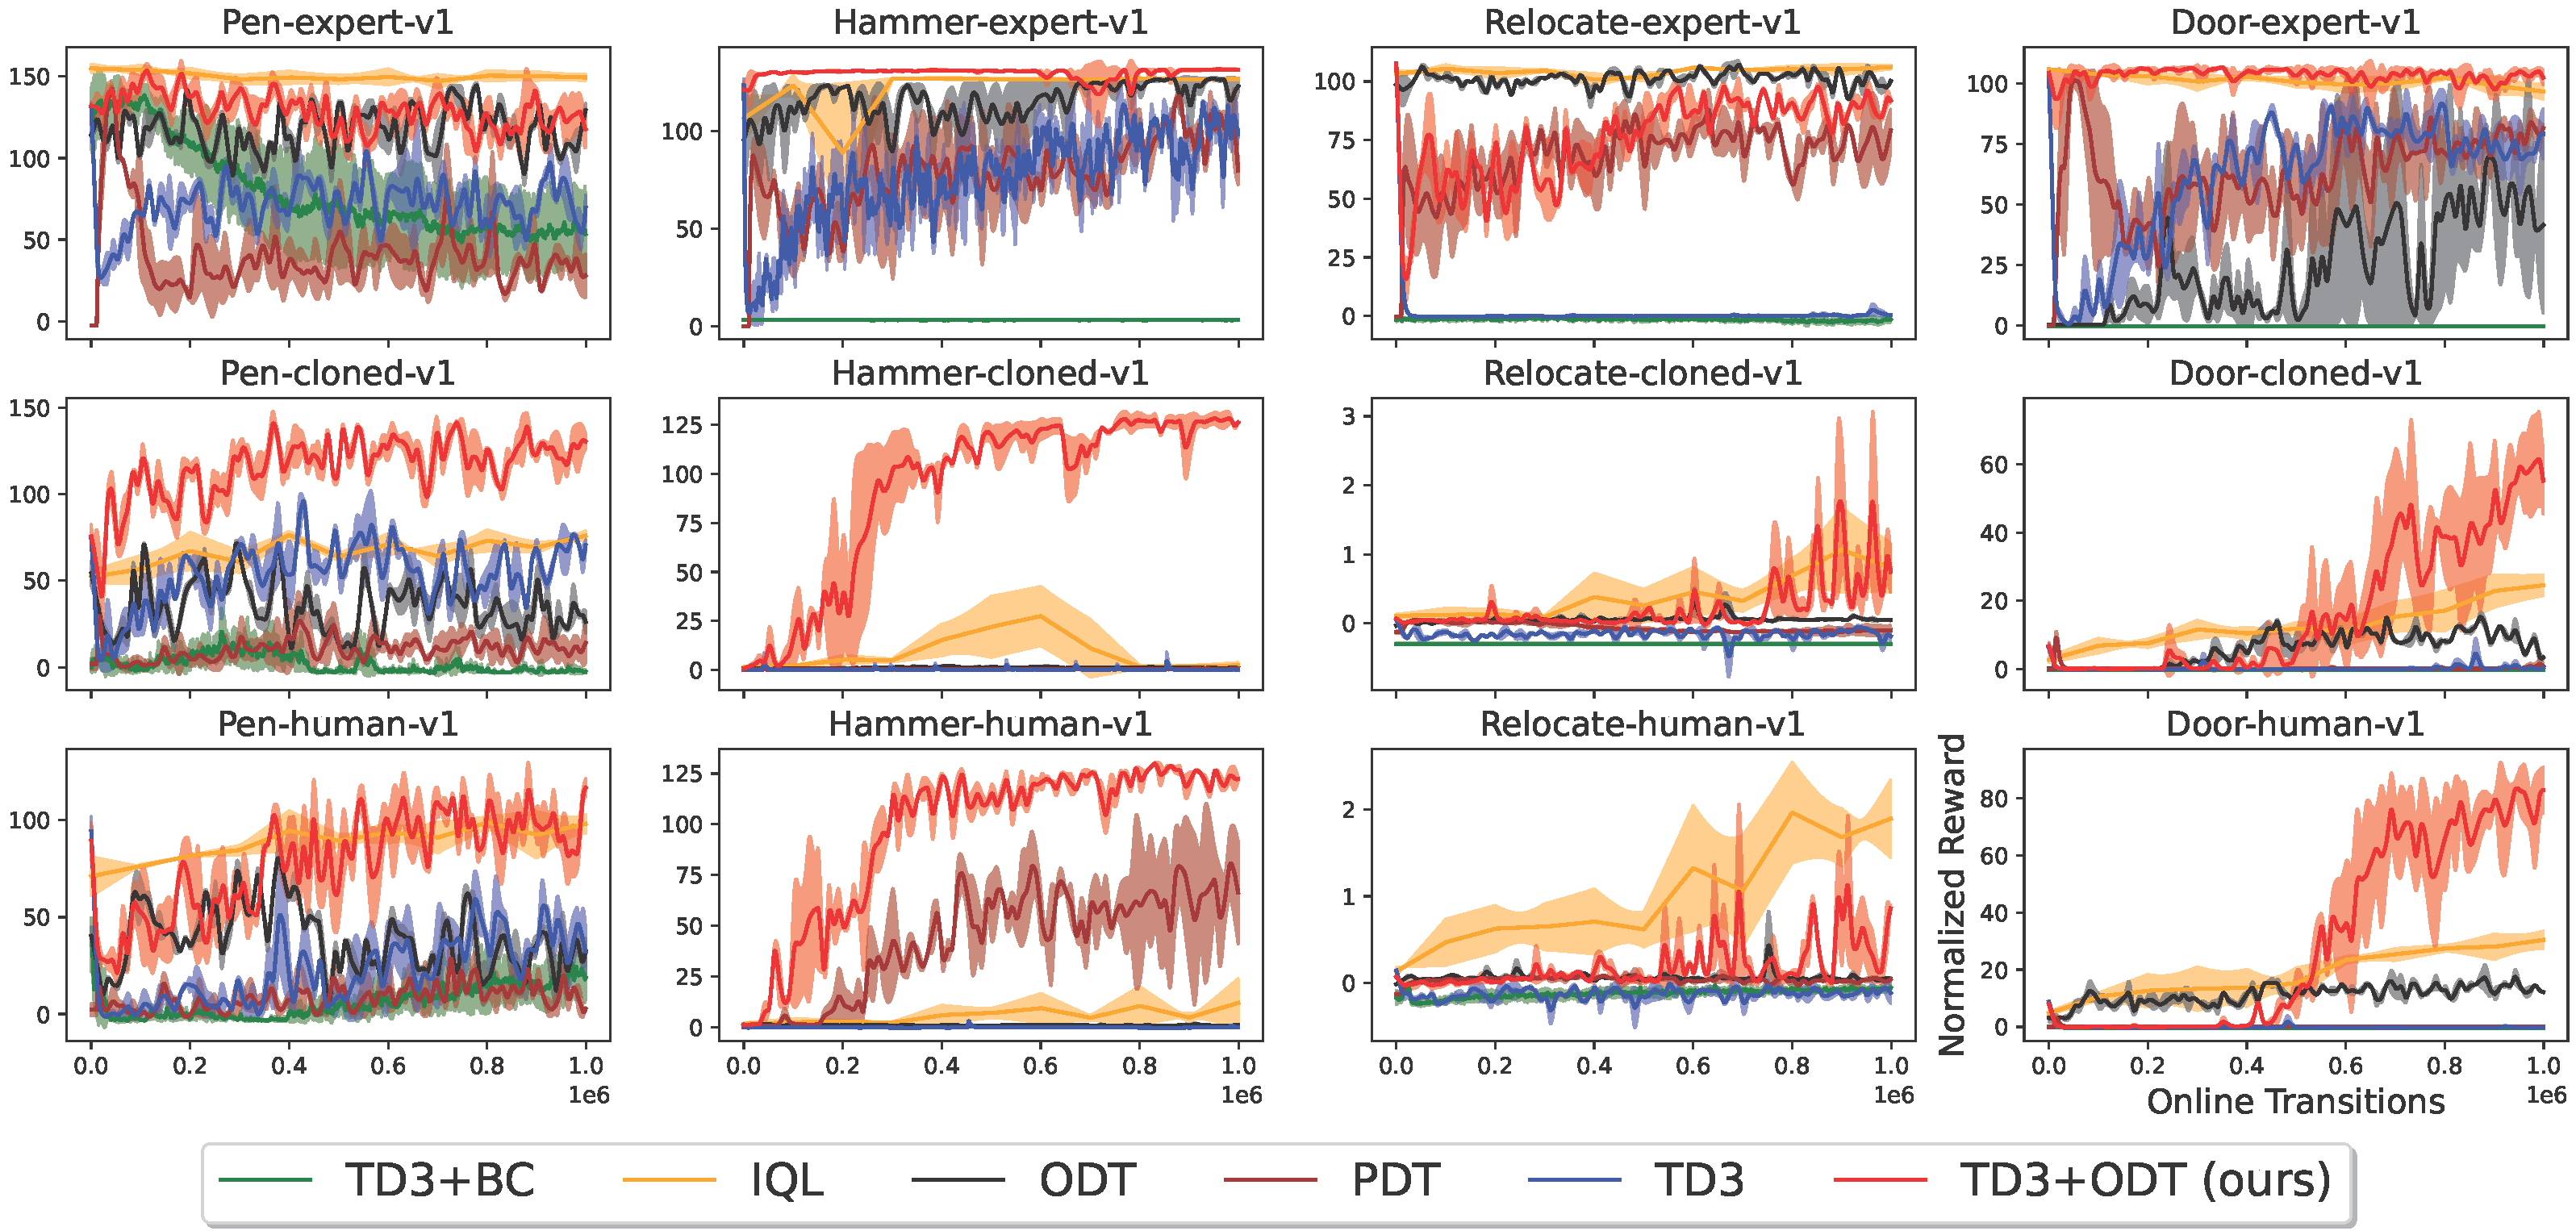 Pen-expert-v1 Hammer-expert-v1 Relocate-expert-v1 Door-expert-v1
150 100 50 0
100 50 0
100 75 50 25 0
100 75 50 25 0
Pen-cloned-v1 Hammer-cloned-v1 Relocate-cloned-v1 Door-cloned-v1
150 100 50 0
125 100 75 50 25 0
3 2 1 0
60 40 20 0
Pen-human-v1 Hammer-human-v1 Relocate-human-v1 Door-human-v1
100 50 0
125 100 75 50 25 0
2 1 0
Normalized Reward
80 60 40 20 0
0.0 0.2 0.4 0.6 0.8 1.0 0.0 0.2 0.4 0.6 0.8 1.0 0.0 0.2 0.4 0.6 0.8 1.0 0.0 0.2 0.4 0.6 0.8 1.0
1e6 1e6 1e6 1e6
Online Transitions
TD3+BC IQL ODT PDT TD3 TD3+ODT (ours)